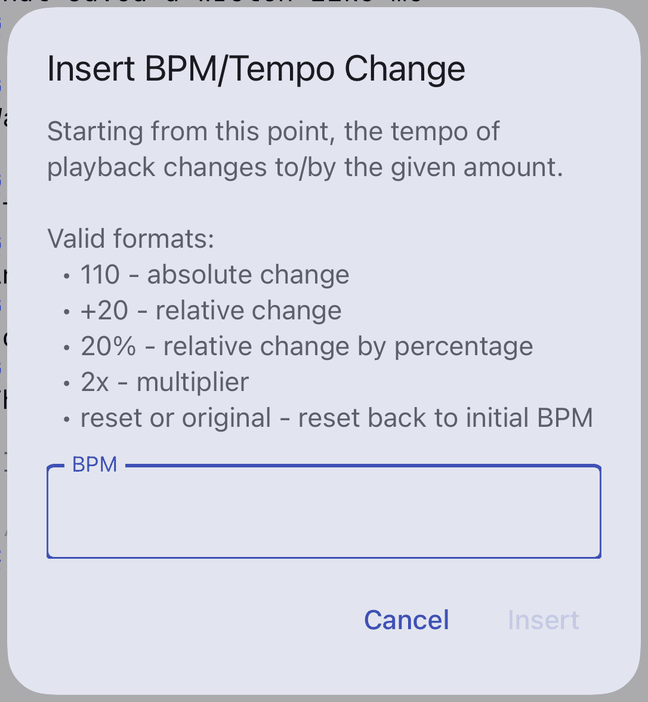 Insert BPM/Tempo Change
Starting from this point, the tempo of
playback changes to/by the given amount.
Valid formats:
• 110 - absolute change
• +20 - relative change
• 20% - relative change by percentage
• 2x - multiplier
• reset or original - reset back to initial BPM
BPM
Cancel Insert